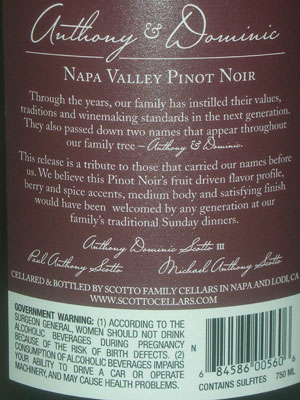 Anthony & Dominic
NAPA VALLEY PINOT NOIR
Through the years, our family has instilled their values,
traditions and winemaking standards in the next generation.
They also passed down two names that appear throughout
our family tree – Anthony & Dominic.
This release is a tribute to those that carried our names before
us. We believe this Pinot Noir's fruit driven flavor profile,
berry and spice accents, medium body and satisfying finish
would have been welcomed by any generation at our
family's traditional Sunday dinners.
Anthony Dominic Scotto III
Paul Anthony Scotto Michael Anthony Scotto
CELLARED & BOTTLED BY SCOTTO FAMILY CELLARS IN NAPA AND LODI, CA
WWW.SCOTTOCELLARS.COM
GOVERNMENT WARNING: (1) ACCORDING TO THE
SURGEON GENERAL, WOMEN SHOULD NOT DRINK
ALCOHOLIC BEVERAGES DURING PREGNANCY
BECAUSE OF THE RISK OF BIRTH DEFECTS. (2)
CONSUMPTION OF ALCOHOLIC BEVERAGES IMPAIRS
YOUR ABILITY TO DRIVE A CAR OR OPERATE
MACHINERY, AND MAY CAUSE HEALTH PROBLEMS.
N
6 84586 00560 6
CONTAINS SULFITES 750 ML